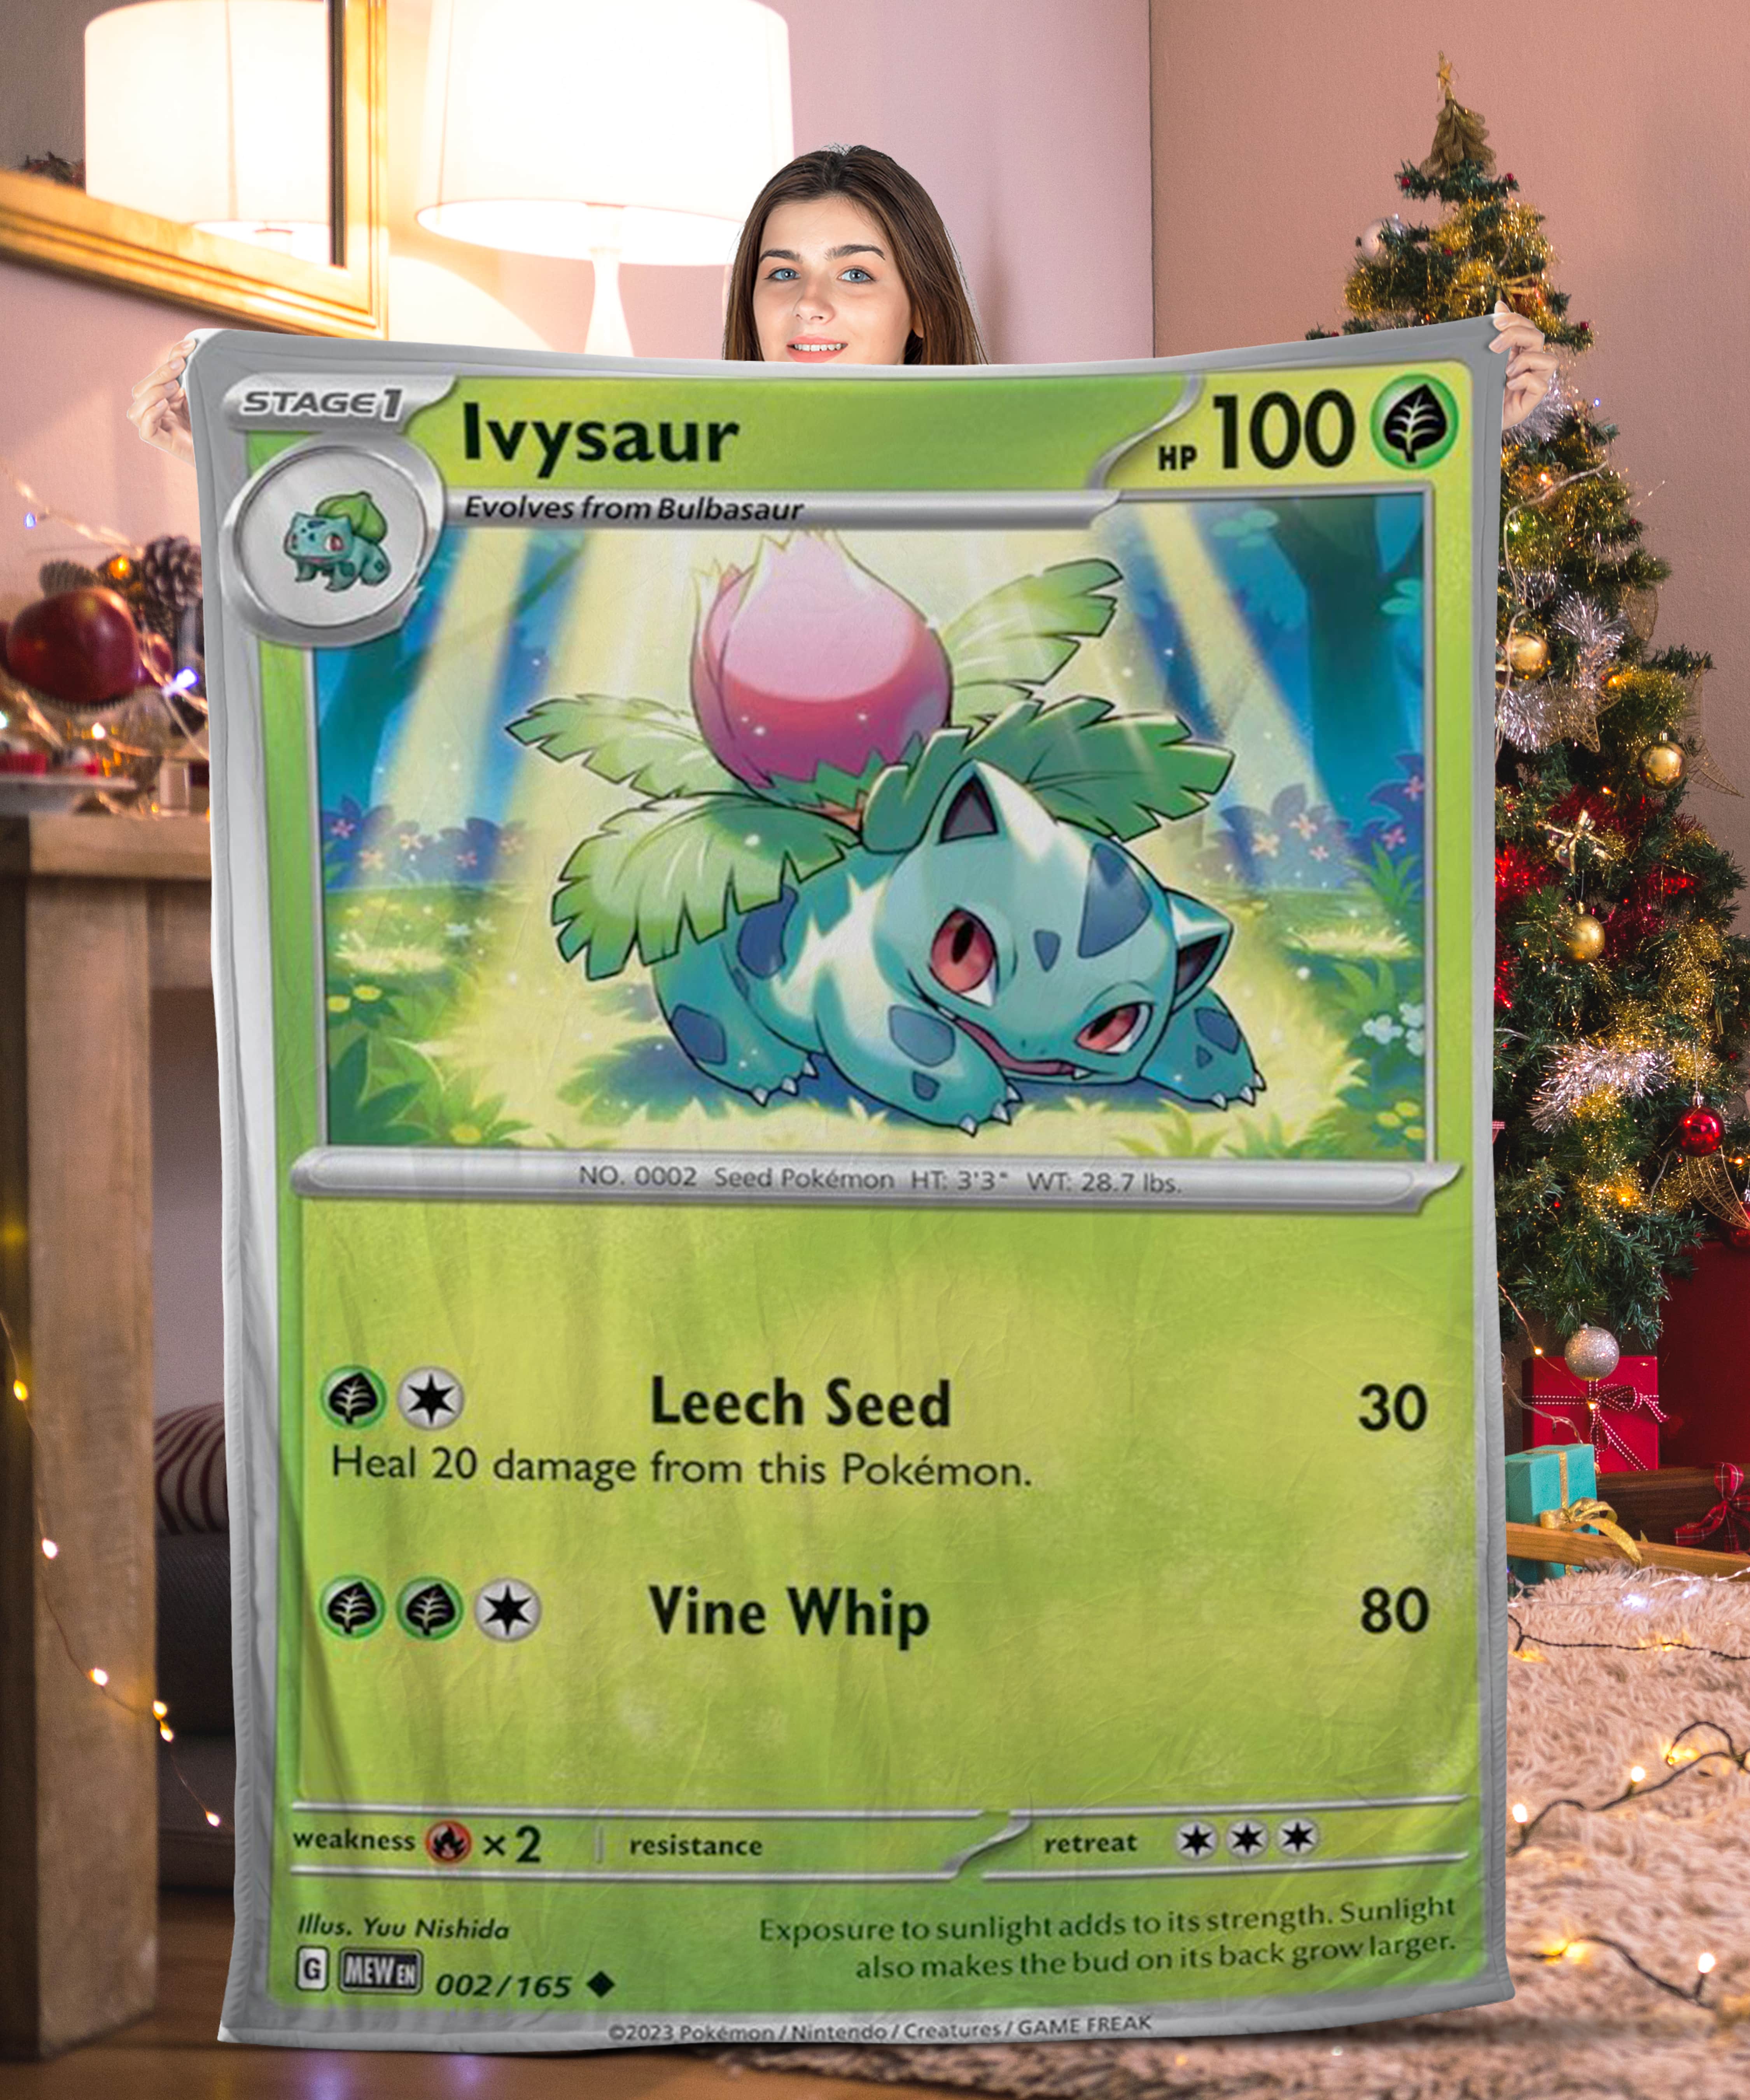 STAGE 1
Ivysaur
HP 100
Evolves from Bulbasaur
NO. 0002 Seed Pokémon HT: 3'3" WT: 28.7 lbs.
Leech Seed 30
Heal 20 damage from this Pokémon.
Vine Whip 80
weakness ×2 resistance retreat
Illus. Yuu Nishida
Exposure to sunlight adds to its strength. Sunlight
also makes the bud on its back grow larger.
G MEW EN 002/165
©2023 Pokémon / Nintendo / Creatures / GAME FREAK